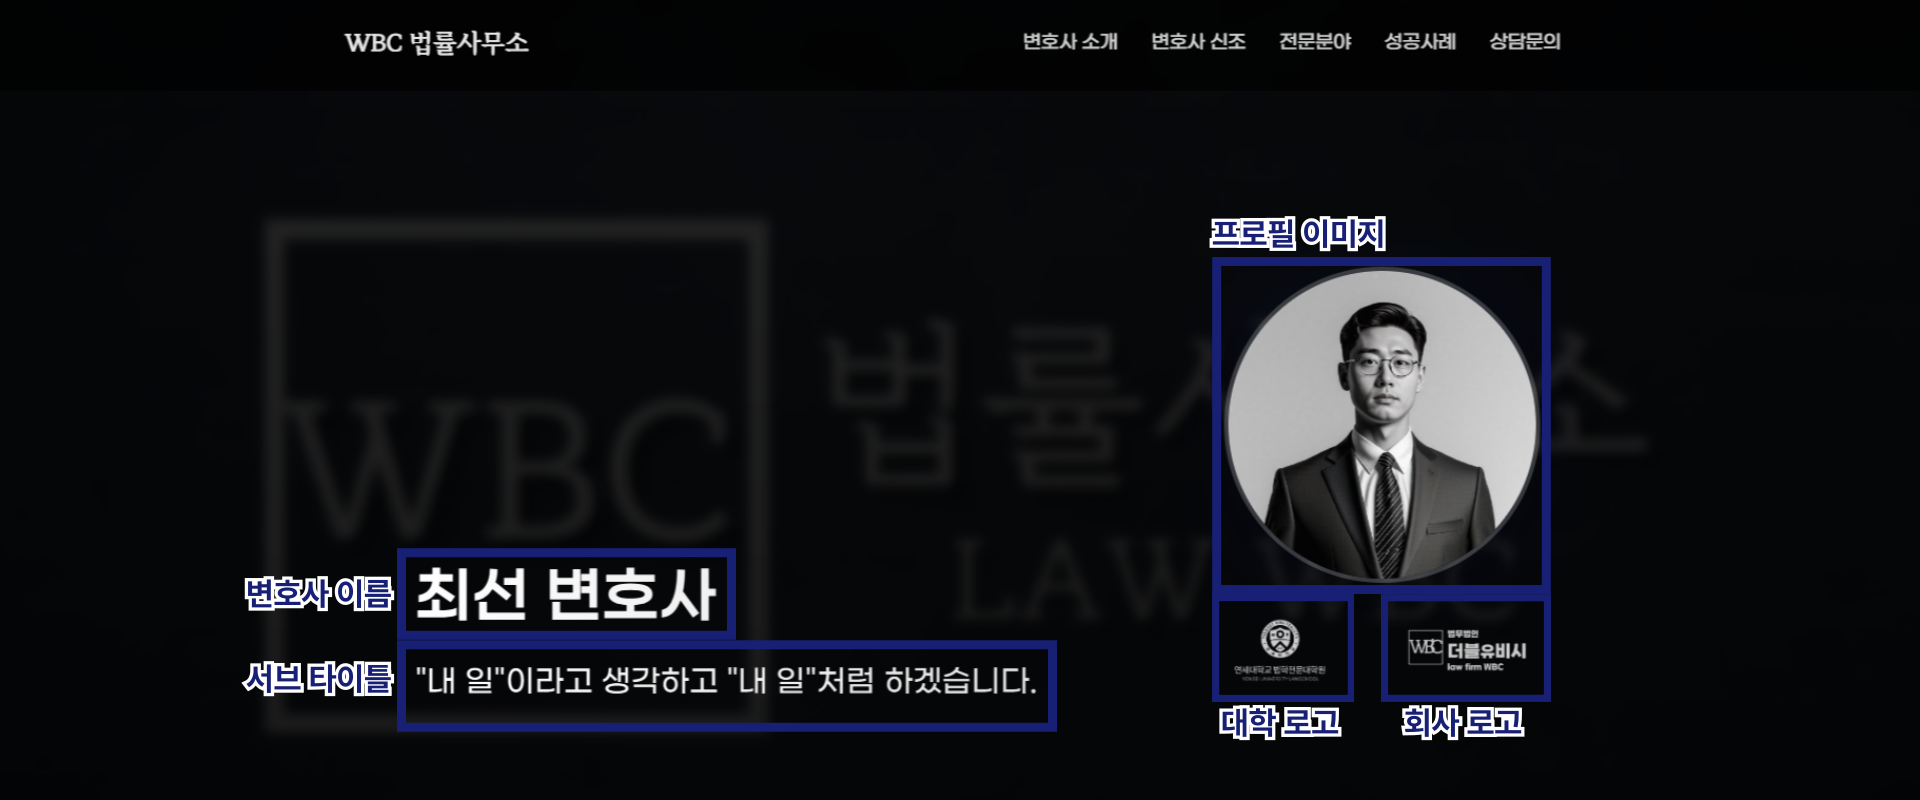 WBC 법률사무소
변호사 소개 변호사 신조 전문분야 성공사례 상담문의
프로필 이미지
WBC 법률사 소
LAW WBC
변호사 이름
최선 변호사
서브 타이틀
"내 일"이라고 생각하고 "내 일"처럼 하겠습니다.
연세대학교 법학전문대학원
YONSEI UNIVERSITY LAW SCHOOL
대학 로고
WBC
법무법인
더블유비시
law firm WBC
회사 로고